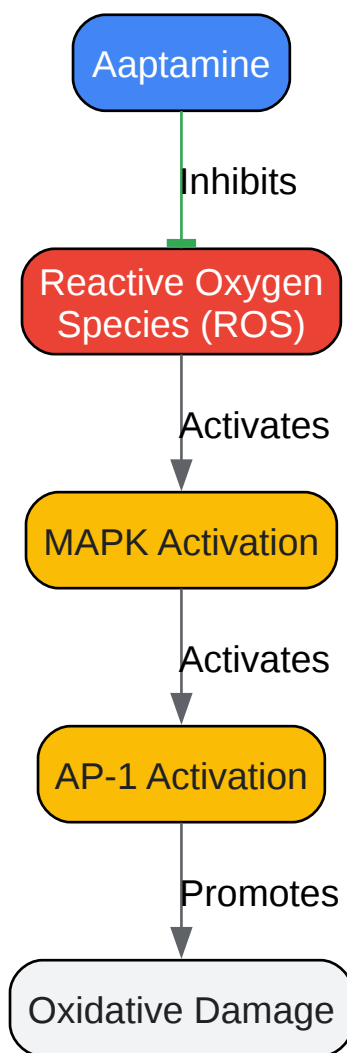 Aaptamine
Inhibits
Reactive Oxygen
Species (ROS)
Activates
MAPK Activation
Activates
AP-1 Activation
Promotes
Oxidative Damage